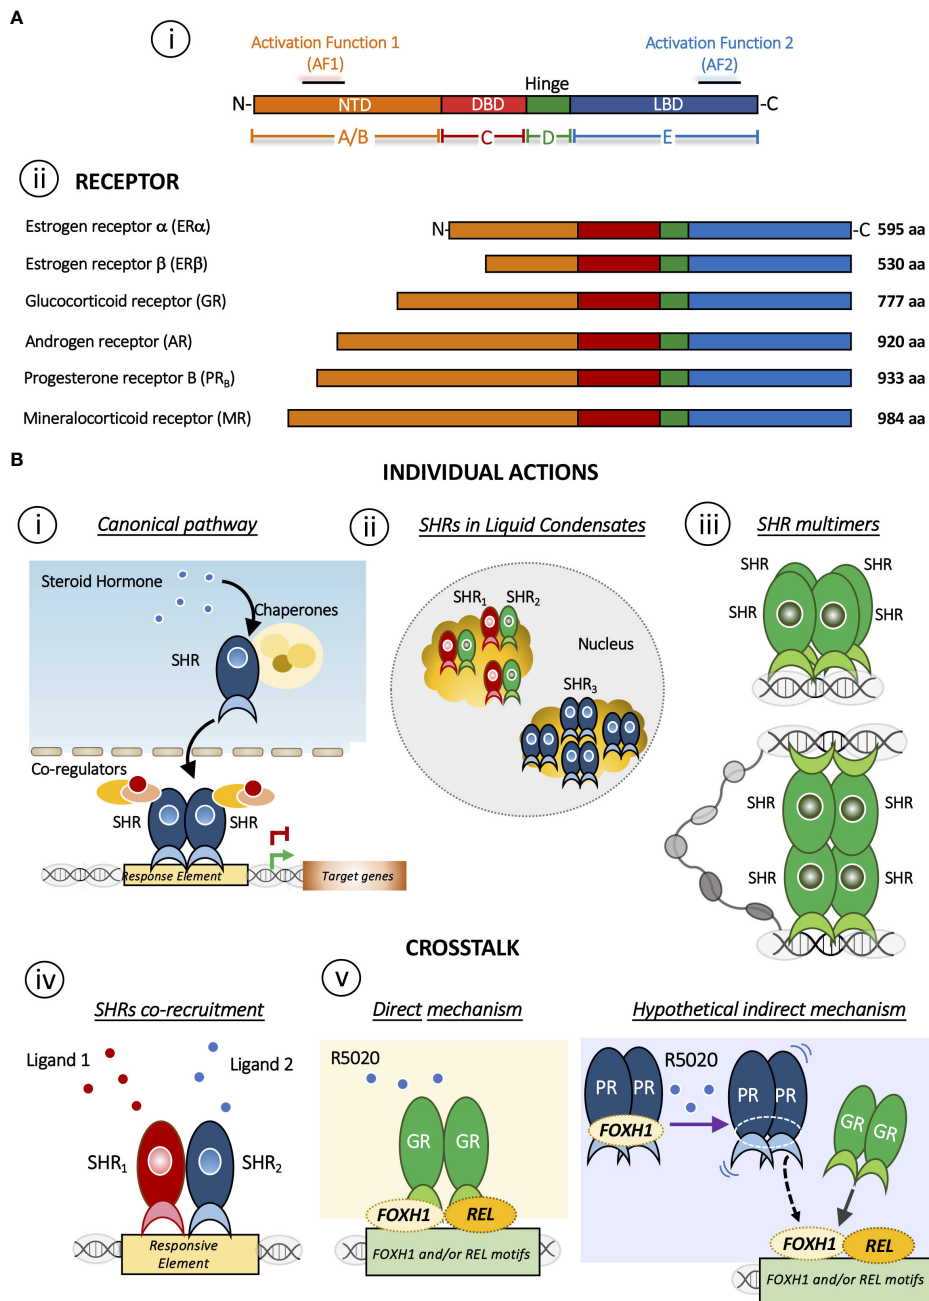 A
i
Activation Function 1
(AF1)
Activation Function 2
(AF2)
Hinge
N- NTD DBD LBD -C
A/B C D E
ii RECEPTOR
Estrogen receptor α (ERα) N- -C 595 aa
Estrogen receptor β (ERβ) 530 aa
Glucocorticoid receptor (GR) 777 aa
Androgen receptor (AR) 920 aa
Progesterone receptor B (PRB) 933 aa
Mineralocorticoid receptor (MR) 984 aa
B
INDIVIDUAL ACTIONS
i Canonical pathway
Steroid Hormone
Chaperones
SHR
Co-regulators
SHR SHR
Response Element
Target genes
ii SHRs in Liquid Condensates
SHR1 SHR2
Nucleus
SHR3
iii SHR multimers
SHR SHR
SHR SHR
SHR SHR
SHR SHR
CROSSTALK
iv SHRs co-recruitment
Ligand 1
Ligand 2
SHR1 SHR2
Responsive
Element
v
Direct mechanism
R5020
GR GR
FOXH1 REL
FOXH1 and/or REL motifs
Hypothetical indirect mechanism
R5020
PR PR
FOXH1
PR PR
GR GR
FOXH1 REL
FOXH1 and/or REL motifs